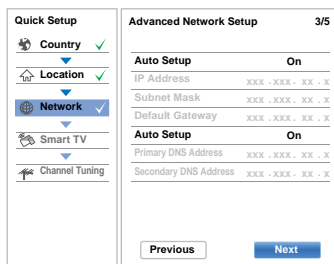 Quick Setup
Country
Location
Network
Smart TV
Channel Tuning
Advanced Network Setup 3/5
Auto Setup On
IP Address xxx . xxx . xx . x
Subnet Mask xxx . xxx . xx . x
Default Gateway xxx . xxx . xx . x
Auto Setup On
Primary DNS Address xxx . xxx . xx . x
Secondary DNS Address xxx . xxx . xx . x
Previous Next